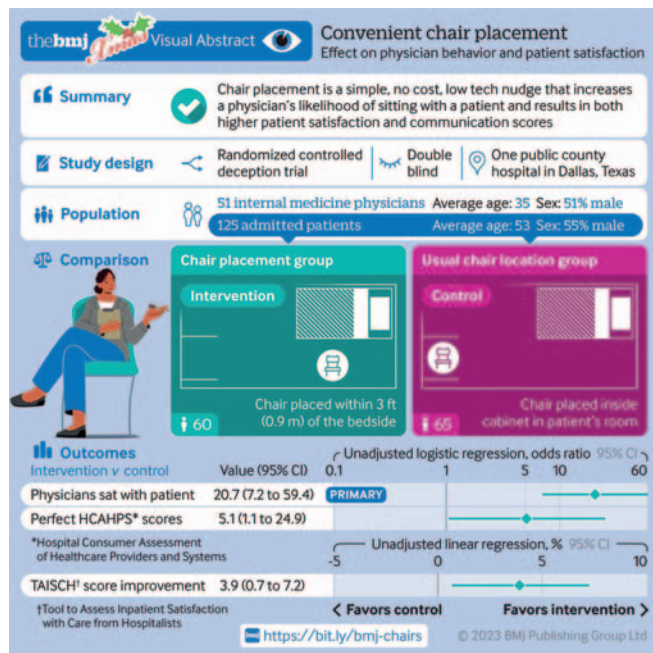 thebmj Visual Abstract
Convenient chair placement
Effect on physician behavior and patient satisfaction
Summary
Chair placement is a simple, no cost, low tech nudge that increases
a physician's likelihood of sitting with a patient and results in both
higher patient satisfaction and communication scores
Study design
Randomized controlled
deception trial
Double
blind
One public county
hospital in Dallas, Texas
Population
51 internal medicine physicians Average age: 35 Sex: 51% male
125 admitted patients Average age: 53 Sex: 55% male
Comparison
Chair placement group
Intervention
Chair placed within 3 ft
(0.9 m) of the bedside
60
Usual chair location group
Control
Chair placed inside
cabinet in patient's room
65
Outcomes
Intervention v control
Value (95% CI)
Unadjusted logistic regression, odds ratio 95% CI
0.1 1 5 10 60
Physicians sat with patient 20.7 (7.2 to 59.4) PRIMARY
Perfect HCAHPS* scores 5.1 (1.1 to 24.9)
*Hospital Consumer Assessment
of Healthcare Providers and Systems
Unadjusted linear regression, % 95% CI
-5 0 5 10
TAISCH† score improvement 3.9 (0.7 to 7.2)
†Tool to Assess Inpatient Satisfaction
with Care from Hospitalists
< Favors control Favors intervention >
bmj https://bit.ly/bmj-chairs
© 2023 BMJ Publishing Group Ltd